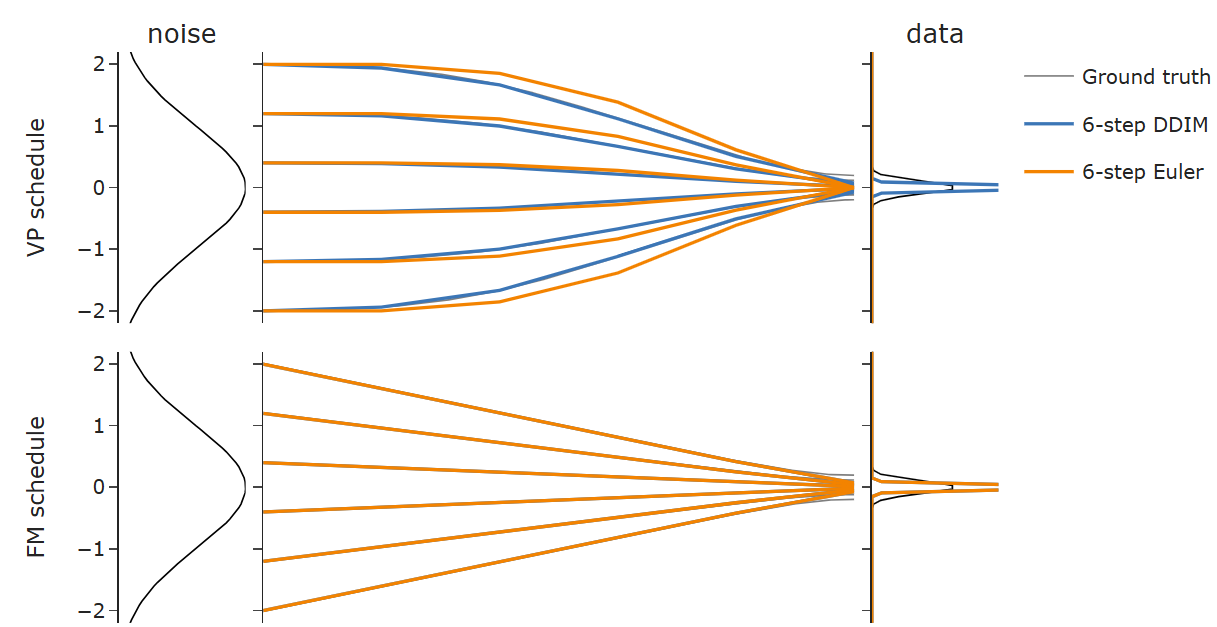 noise
data
VP schedule
2
1
0
−1
−2
Ground truth
6-step DDIM
6-step Euler
FM schedule
2
1
0
−1
−2